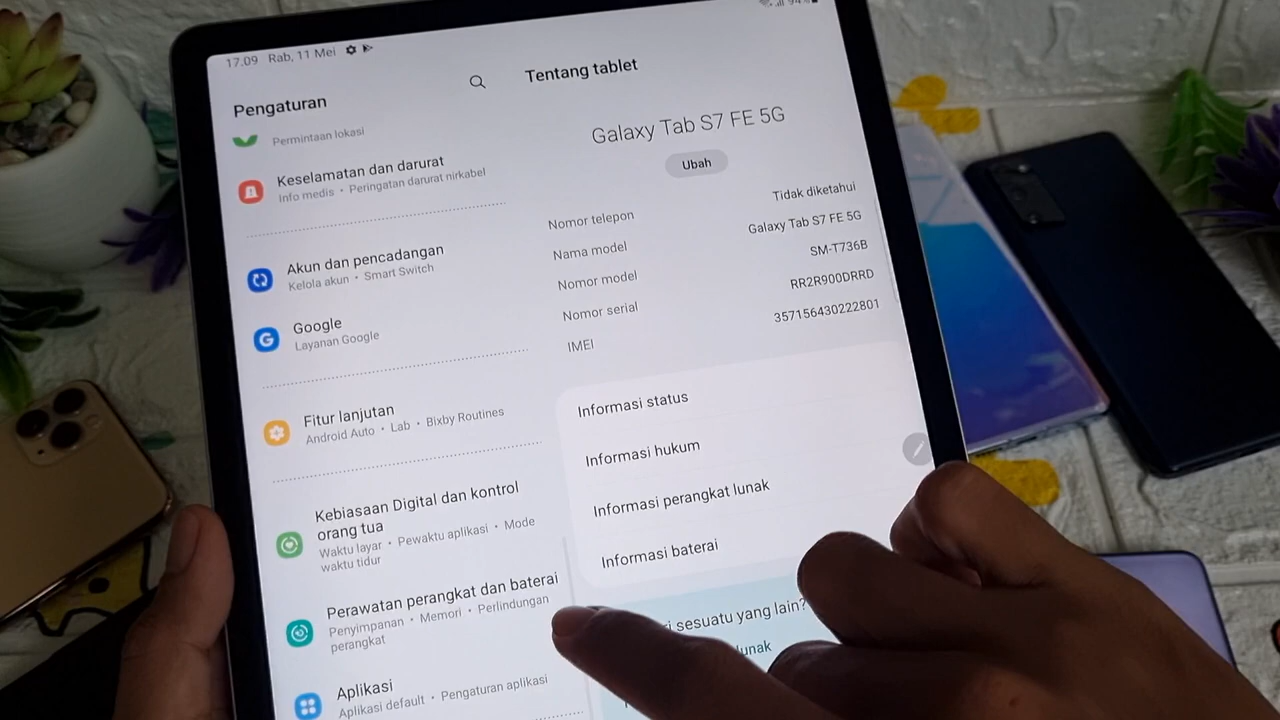 17.09 Rab, 11 Mei
Pengaturan
Permintaan lokasi
Keselamatan dan darurat
Info medis • Peringatan darurat nirkabel
Akun dan pencadangan
Kelola akun • Smart Switch
Google
Layanan Google
Fitur lanjutan
Android Auto • Lab • Bixby Routines
Kebiasaan Digital dan kontrol
orang tua
Waktu layar • Pewaktu aplikasi • Mode
waktu tidur
Perawatan perangkat dan baterai
Penyimpanan • Memori • Perlindungan
perangkat
Aplikasi
Aplikasi default • Pengaturan aplikasi
Tentang tablet
Galaxy Tab S7 FE 5G
Ubah
Nomor telepon Tidak diketahui
Nama model Galaxy Tab S7 FE 5G
Nomor model SM-T736B
Nomor serial RR2R900DRRD
IMEI 357156430222801
Informasi status
Informasi hukum
Informasi perangkat lunak
Informasi baterai
sesuatu yang lain?